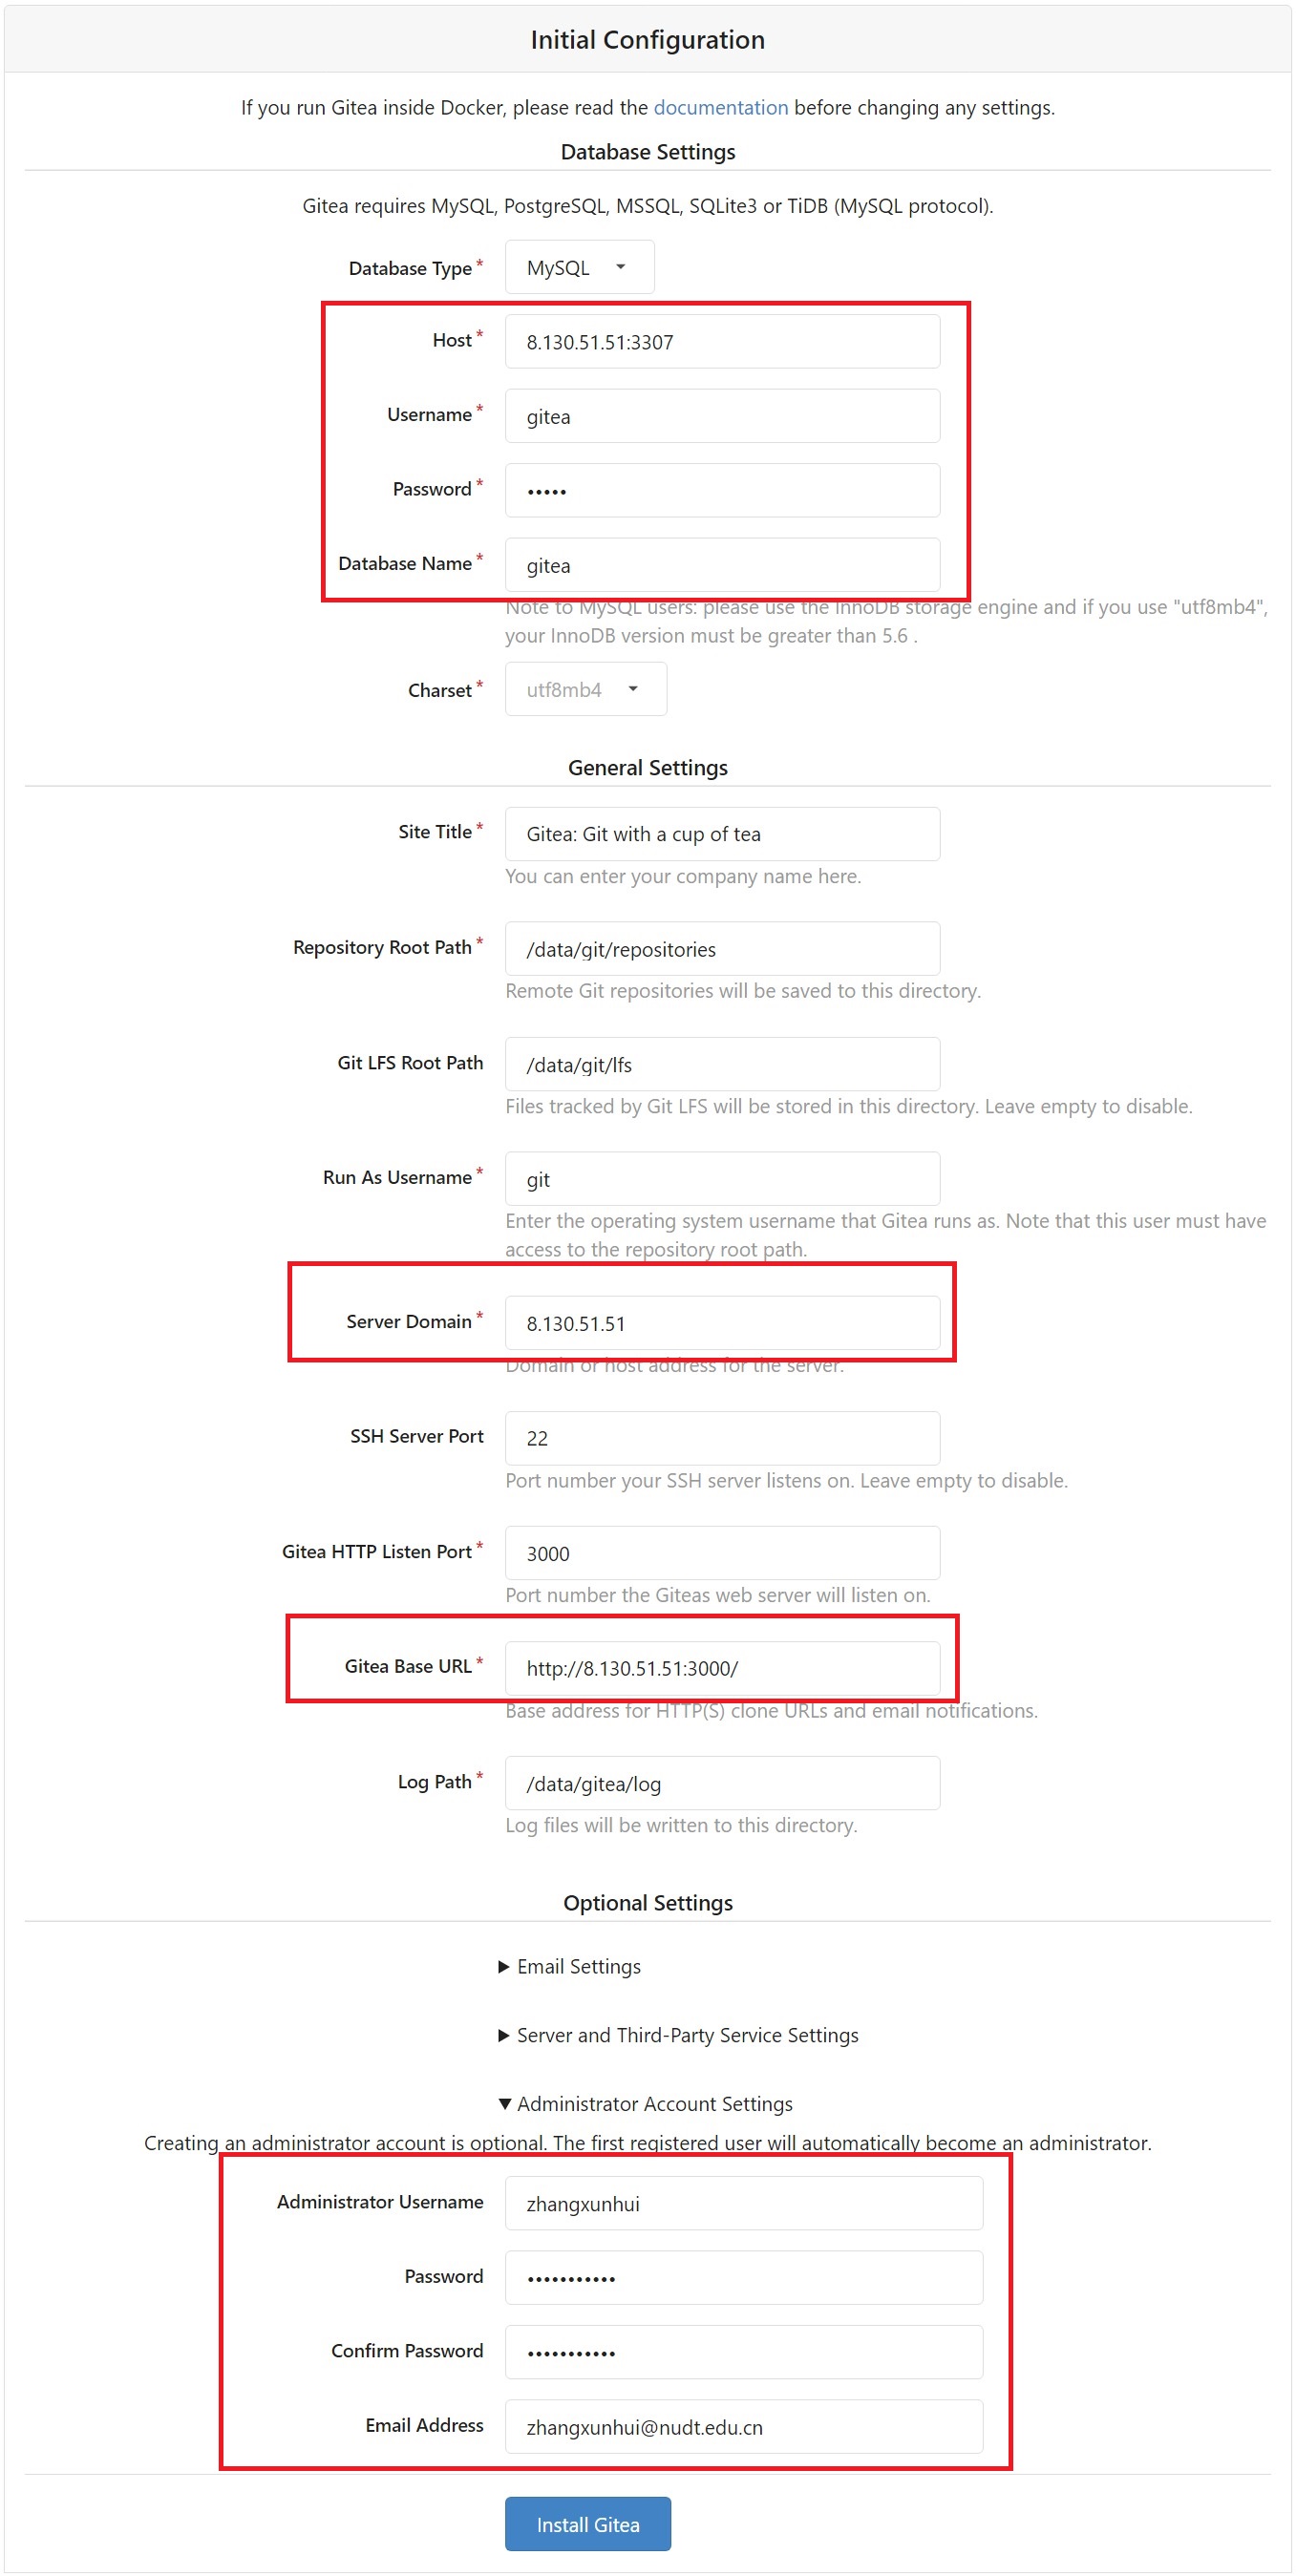 Initial Configuration
If you run Gitea inside Docker, please read the documentation before changing any settings.
Database Settings
Gitea requires MySQL, PostgreSQL, MSSQL, SQLite3 or TiDB (MySQL protocol).
Database Type * MySQL
Host * 8.130.51.51:3307
Username * gitea
Password * •••••
Database Name * gitea
Note to MySQL users: please use the InnoDB storage engine and if you use "utf8mb4",
your InnoDB version must be greater than 5.6 .
Charset * utf8mb4
General Settings
Site Title * Gitea: Git with a cup of tea
You can enter your company name here.
Repository Root Path * /data/git/repositories
Remote Git repositories will be saved to this directory.
Git LFS Root Path /data/git/lfs
Files tracked by Git LFS will be stored in this directory. Leave empty to disable.
Run As Username * git
Enter the operating system username that Gitea runs as. Note that this user must have
access to the repository root path.
Server Domain * 8.130.51.51
Domain or host address for the server.
SSH Server Port 22
Port number your SSH server listens on. Leave empty to disable.
Gitea HTTP Listen Port * 3000
Port number the Giteas web server will listen on.
Gitea Base URL * http://8.130.51.51:3000/
Base address for HTTP(S) clone URLs and email notifications.
Log Path * /data/gitea/log
Log files will be written to this directory.
Optional Settings
▶ Email Settings
▶ Server and Third-Party Service Settings
▼ Administrator Account Settings
Creating an administrator account is optional. The first registered user will automatically become an administrator.
Administrator Username zhangxunhui
Password •••••••••••
Confirm Password •••••••••••
Email Address zhangxunhui@nudt.edu.cn
Install Gitea